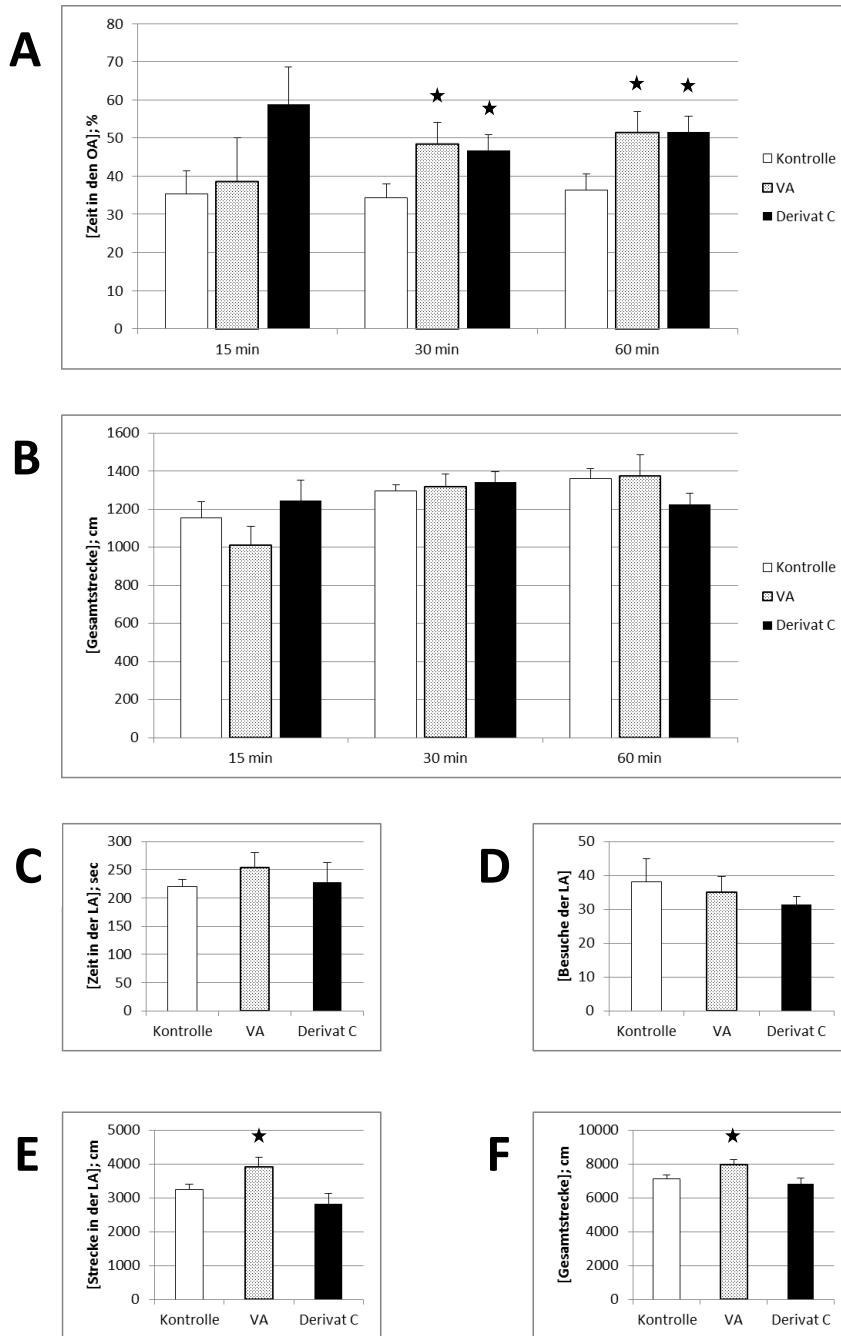 A
[Zeit in den OA]; %
80
70
60
50
40
30
20
10
0
15 min
30 min
60 min
Kontrolle
VA
Derivat C
B
[Gesamtstrecke]; cm
1600
1400
1200
1000
800
600
400
200
0
15 min
30 min
60 min
Kontrolle
VA
Derivat C
C
[Zeit in der LA]; sec
300
250
200
150
100
50
0
Kontrolle
VA
Derivat C
D
[Besuche der LA]
50
40
30
20
10
0
Kontrolle
VA
Derivat C
E
[Strecke in der LA]; cm
5000
4000
3000
2000
1000
0
Kontrolle
VA
Derivat C
F
[Gesamtstrecke]; cm
10000
8000
6000
4000
2000
0
Kontrolle
VA
Derivat C